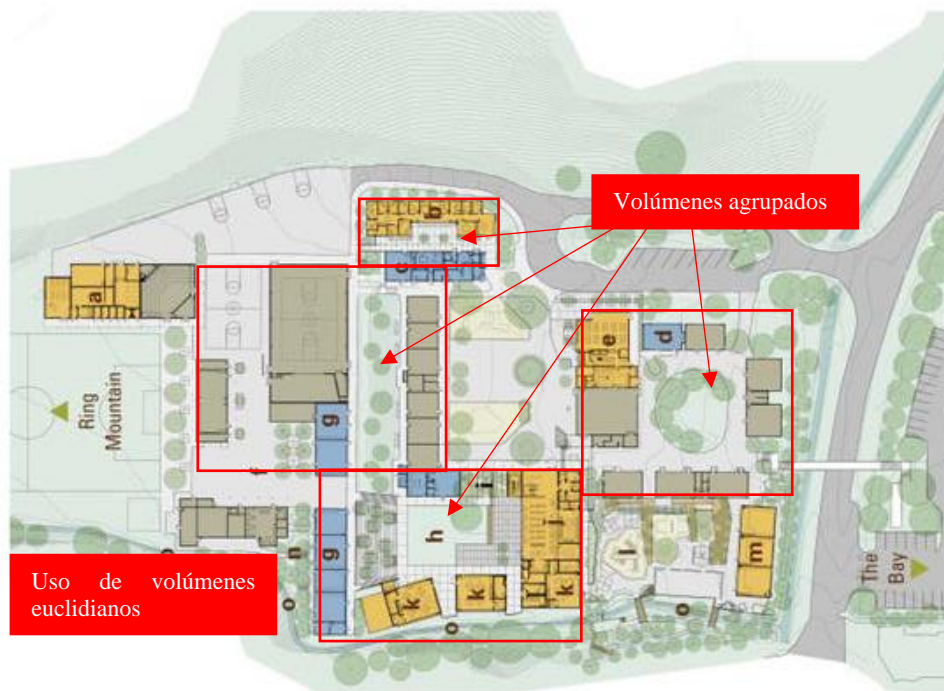 Volúmenes agrupados
b
c
a
Ring
Mountain
e
d
g
f
i
h
j
g
n
k
k
j
k
l
m
o
o
o
The
Bay
Uso de volúmenes
euclidianos